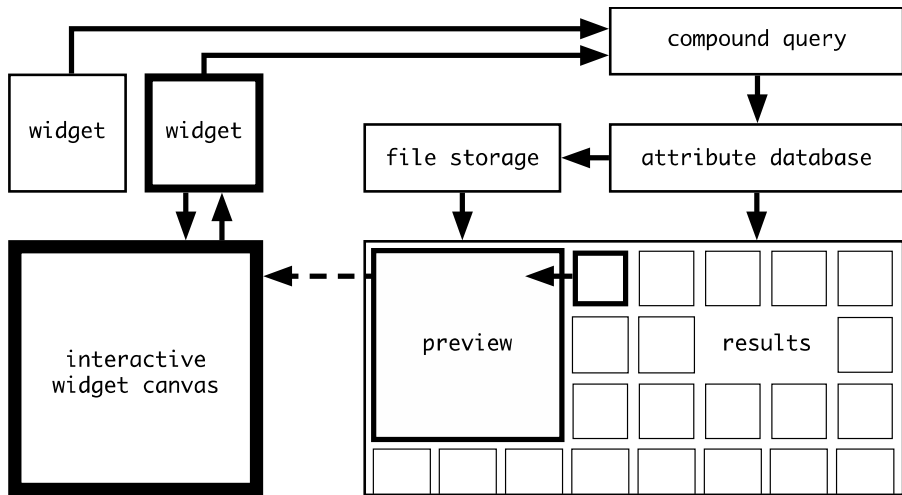 compound query
widget
widget
file storage
attribute database
preview
results
interactive
widget canvas